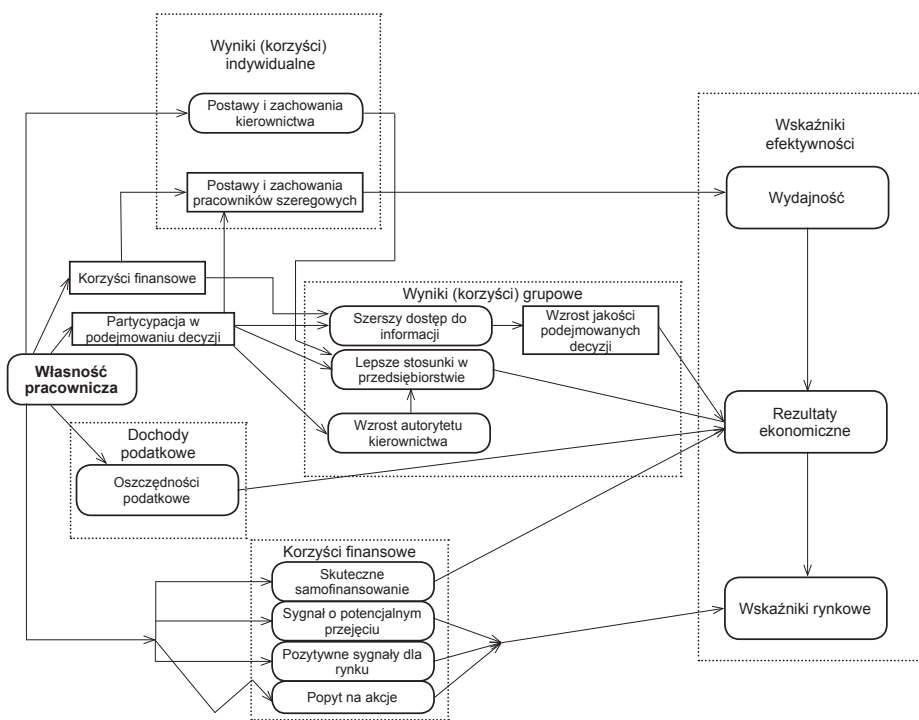 Wyniki (korzyści)
indywidualne
Postawy i zachowania
kierownictwa
Postawy i zachowania
pracowników szeregowych
Wskaźniki
efektywności
Wydajność
Korzyści finansowe
Partycypacja w
podejmowaniu decyzji
Wyniki (korzyści) grupowe
Szerszy dostęp do
informacji
Wzrost jakości
podejmowanych
decyzji
Własność
pracownicza
Lepsze stosunki w
przedsiębiorstwie
Wzrost autorytetu
kierownictwa
Rezultaty
ekonomiczne
Dochody
podatkowe
Oszczędności
podatkowe
Korzyści finansowe
Skuteczne
samofinansowanie
Sygnał o potencjalnym
przejęciu
Pozytywne sygnały dla
rynku
Popyt na akcje
Wskaźniki rynkowe